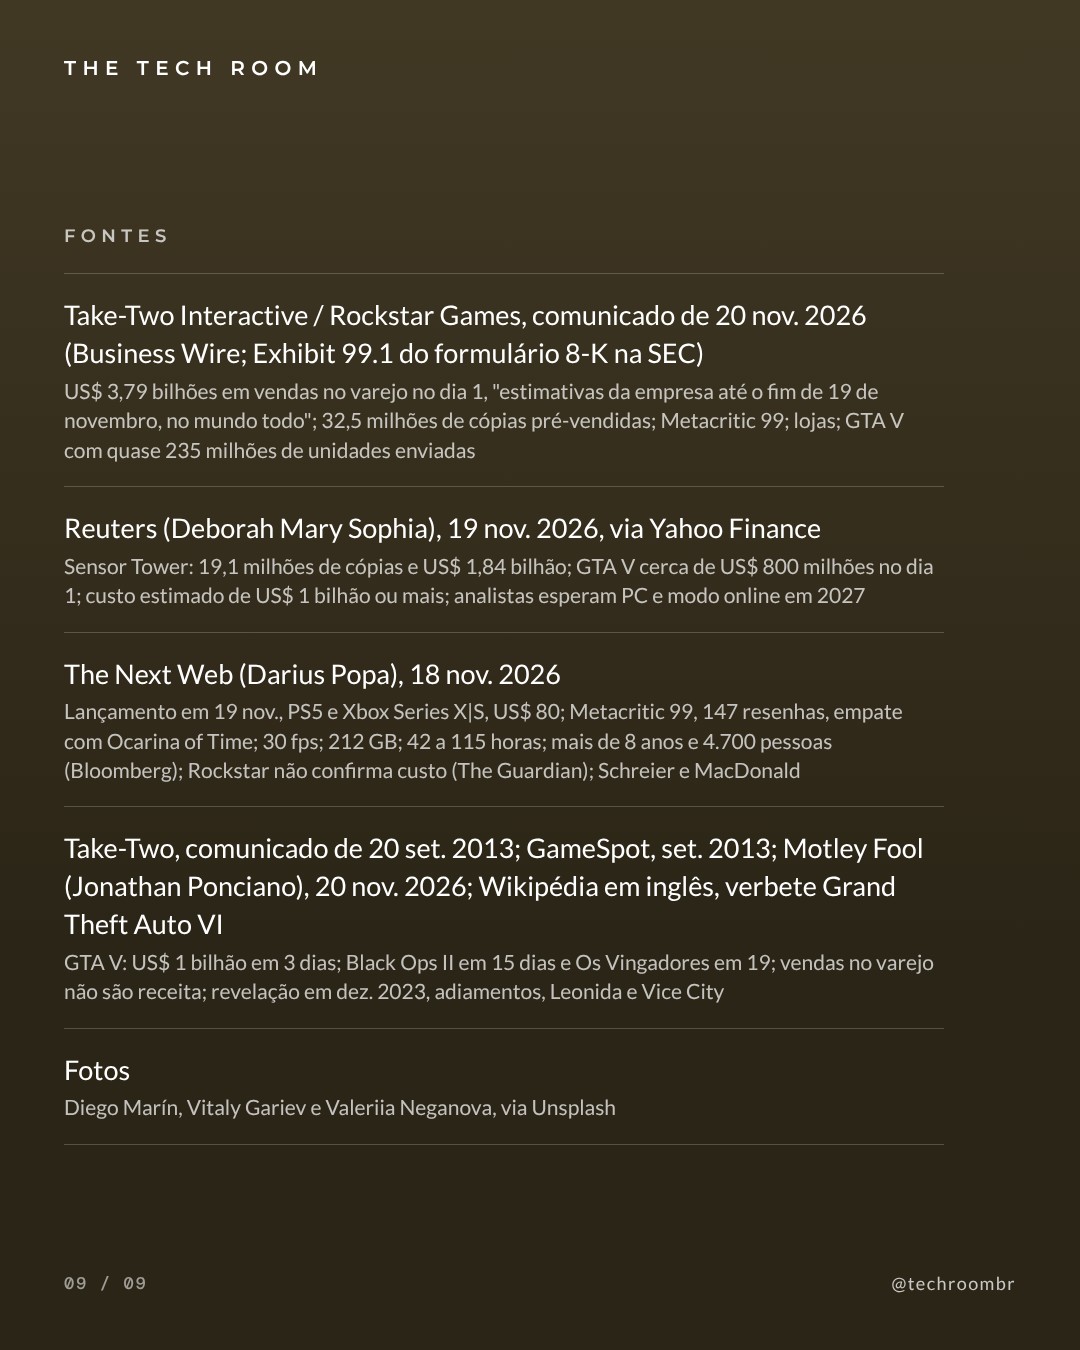 THE TECH ROOM
FONTES
Take-Two Interactive / Rockstar Games, comunicado de 20 nov. 2026
(Business Wire; Exhibit 99.1 do formulário 8-K na SEC)
US$ 3,79 bilhões em vendas no varejo no dia 1, "estimativas da empresa até o fim de 19 de
novembro, no mundo todo"; 32,5 milhões de cópias pré-vendidas; Metacritic 99; lojas; GTA V
com quase 235 milhões de unidades enviadas
Reuters (Deborah Mary Sophia), 19 nov. 2026, via Yahoo Finance
Sensor Tower: 19,1 milhões de cópias e US$ 1,84 bilhão; GTA V cerca de US$ 800 milhões no dia
1; custo estimado de US$ 1 bilhão ou mais; analistas esperam PC e modo online em 2027
The Next Web (Darius Popa), 18 nov. 2026
Lançamento em 19 nov., PS5 e Xbox Series X|S, US$ 80; Metacritic 99, 147 resenhas, empate
com Ocarina of Time; 30 fps; 212 GB; 42 a 115 horas; mais de 8 anos e 4.700 pessoas
(Bloomberg); Rockstar não confirma custo (The Guardian); Schreier e MacDonald
Take-Two, comunicado de 20 set. 2013; GameSpot, set. 2013; Motley Fool
(Jonathan Ponciano), 20 nov. 2026; Wikipédia em inglês, verbete Grand
Theft Auto VI
GTA V: US$ 1 bilhão em 3 dias; Black Ops II em 15 dias e Os Vingadores em 19; vendas no varejo
não são receita; revelação em dez. 2023, adiamentos, Leonida e Vice City
Fotos
Diego Marín, Vitaly Gariev e Valeriia Neganova, via Unsplash
09 / 09
@techroombr